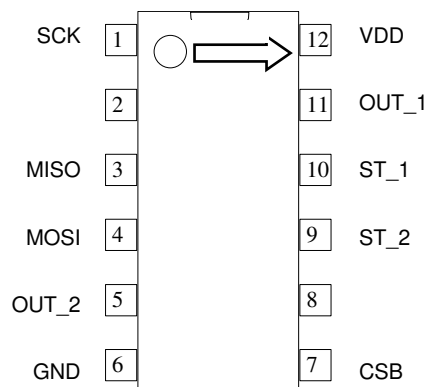 SCK 1 12 VDD
2 11 OUT_1
MISO 3 10 ST_1
MOSI 4 9 ST_2
OUT_2 5 8
GND 6 7 CSB